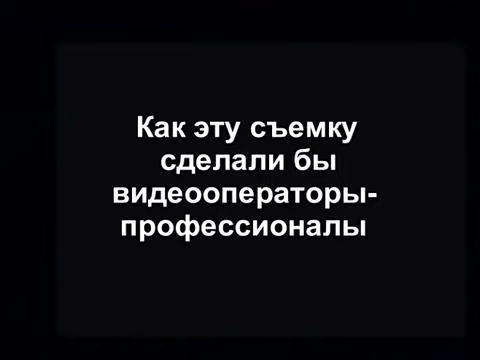 Как эту съемку
сделали бы
видеооператоры-
профессионалы